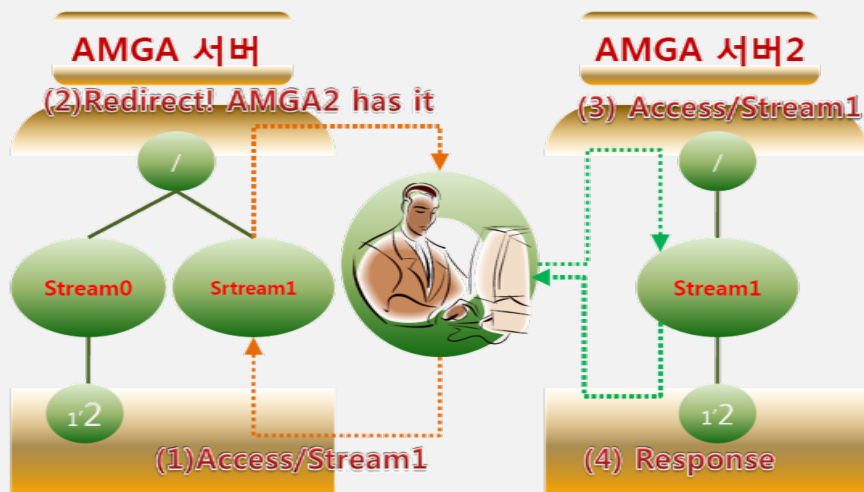 AMGA 서버
AMGA 서버2
(2)Redirect! AMGA2 has it
(3) Access/Stream1
/
/
Stream0
Srtream1
Stream1
1'2
1'2
(1)Access/Stream1
(4) Response